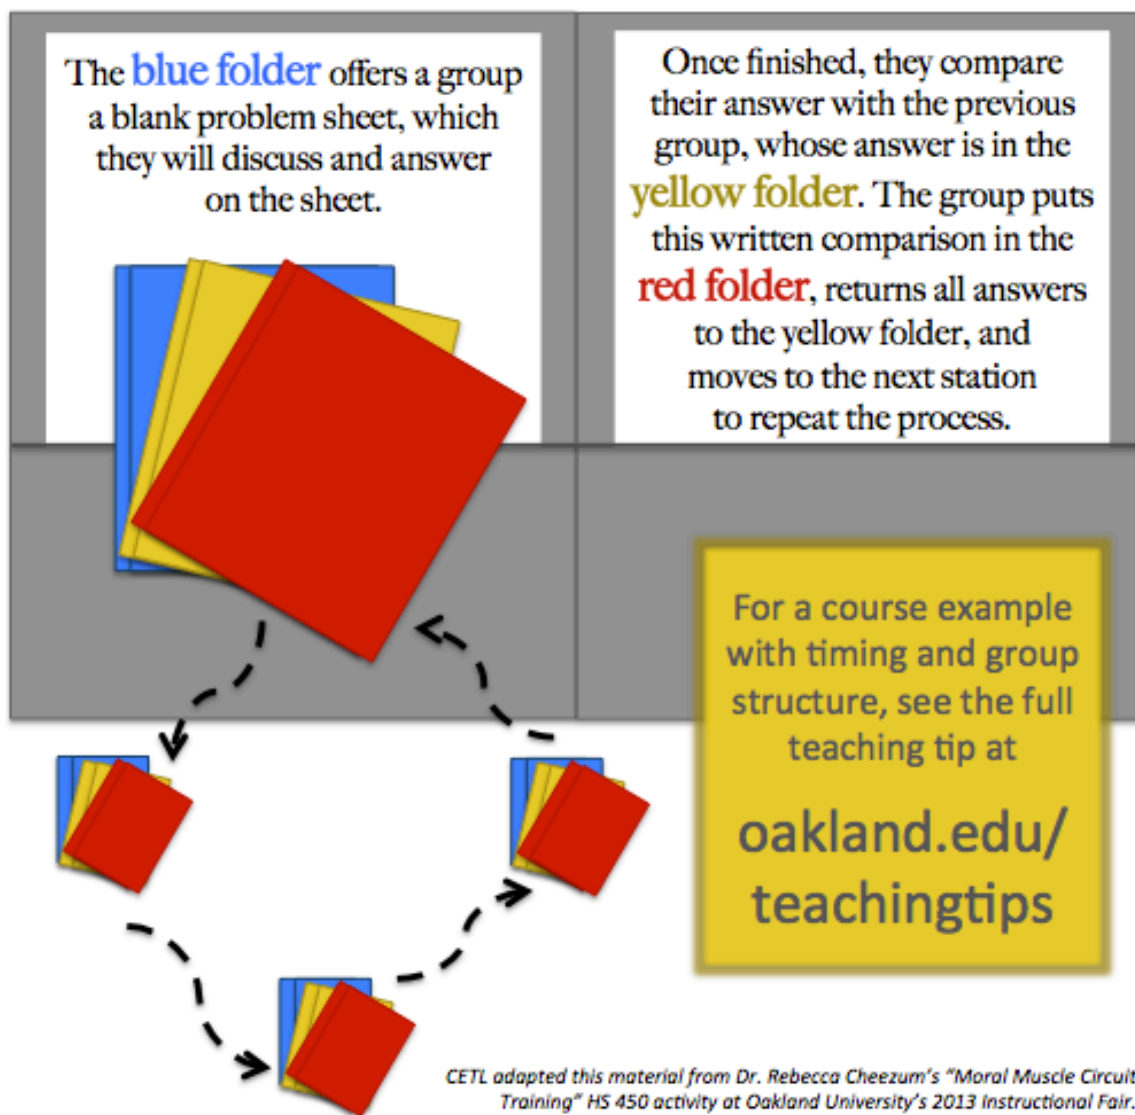 The blue folder offers a group
a blank problem sheet, which
they will discuss and answer
on the sheet.
Once finished, they compare
their answer with the previous
group, whose answer is in the
yellow folder. The group puts
this written comparison in the
red folder, returns all answers
to the yellow folder, and
moves to the next station
to repeat the process.
For a course example
with timing and group
structure, see the full
teaching tip at
oakland.edu/
teachingtips
CETL adapted this material from Dr. Rebecca Cheezum's "Moral Muscle Circuit
Training" HS 450 activity at Oakland University's 2013 Instructional Fair.